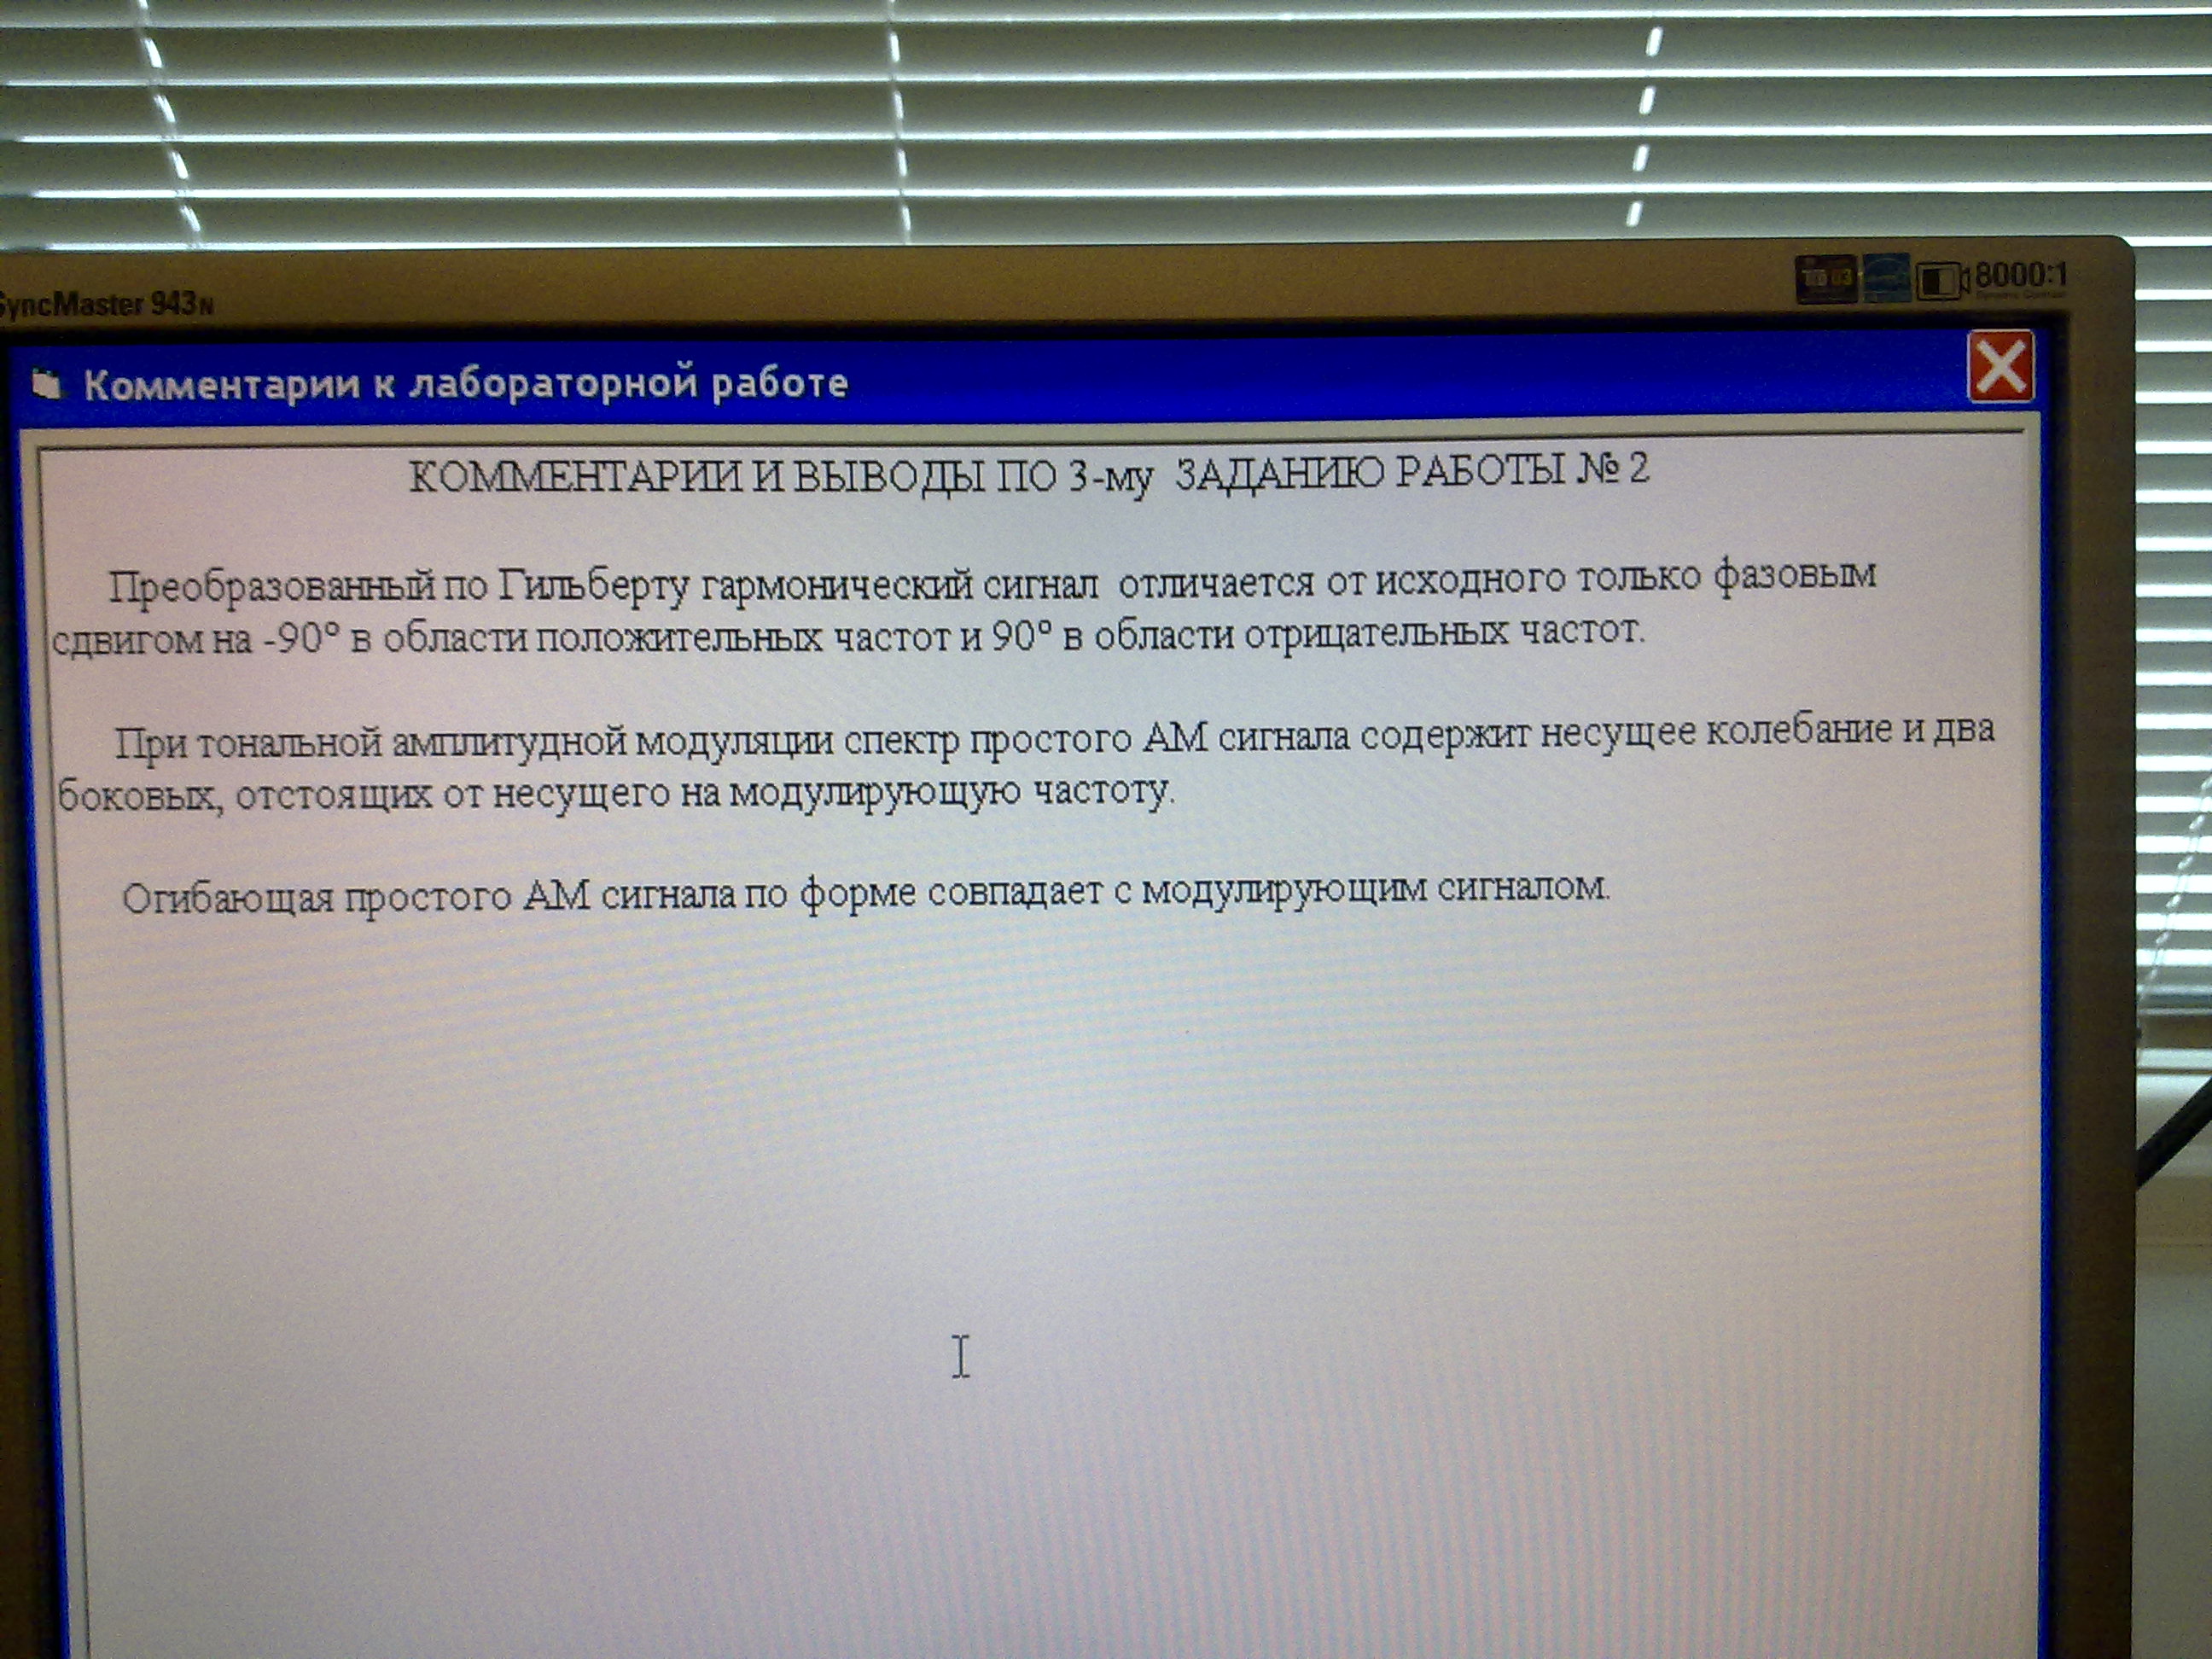 SyncMaster 943N
8000:1
Комментарии к лабораторной работе
КОММЕНТАРИИ И ВЫВОДЫ ПО 3-му ЗАДАНИЮ РАБОТЫ № 2
Преобразованный по Гильберту гармонический сигнал отличается от исходного только фазовым
сдвигом на -90° в области положительных частот и 90° в области отрицательных частот.
При тональной амплитудной модуляции спектр простого АМ сигнала содержит несущее колебание и два
боковых, отстоящих от несущего на модулирующую частоту.
Огибающая простого АМ сигнала по форме совпадает с модулирующим сигналом.